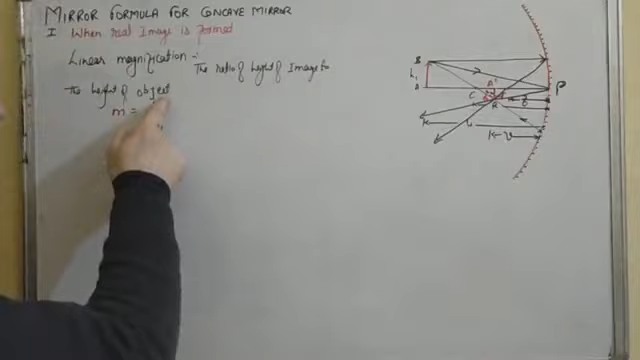 MIRROR FORMULA FOR CONCAVE MIRROR
I When real Image is formed
Linear magnification :-
The ratio of height of Image to
the height of object
m =
B
h₁
A
A'
C
P
u
v